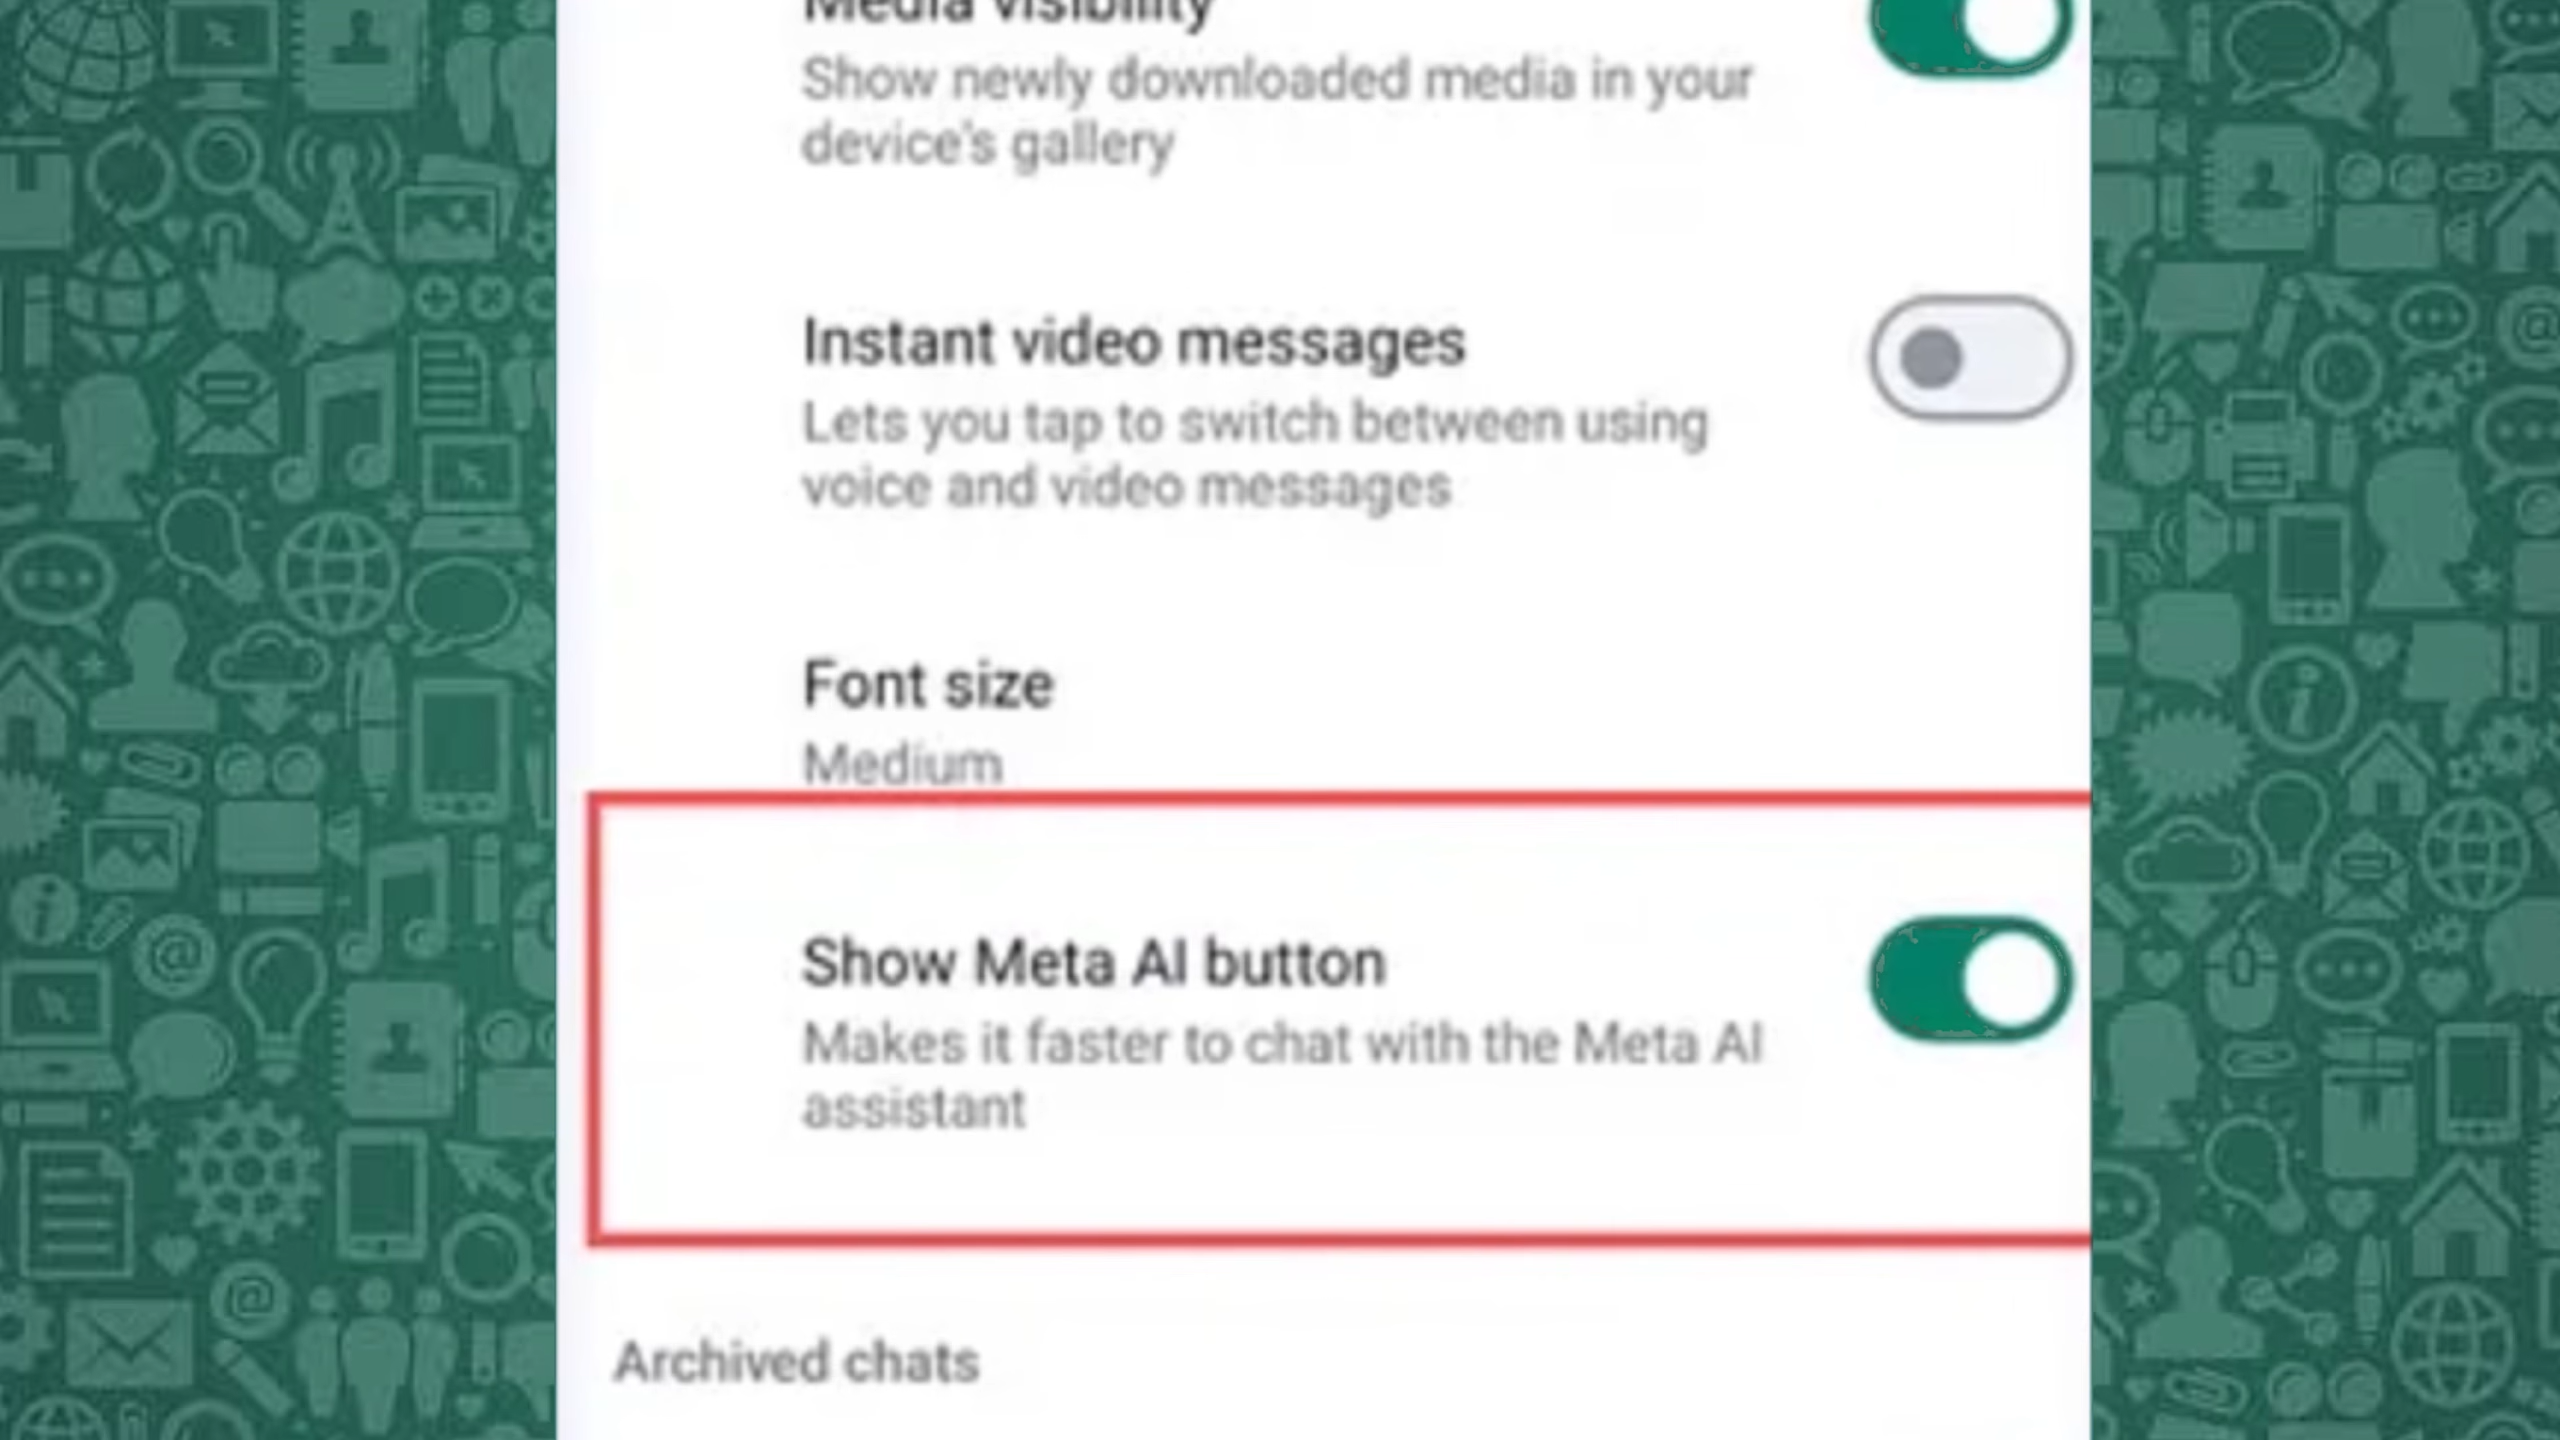 Media visibility
Show newly downloaded media in your
device's gallery
Instant video messages
Lets you tap to switch between using
voice and video messages
Font size
Medium
Show Meta AI button
Makes it faster to chat with the Meta AI
assistant
Archived chats